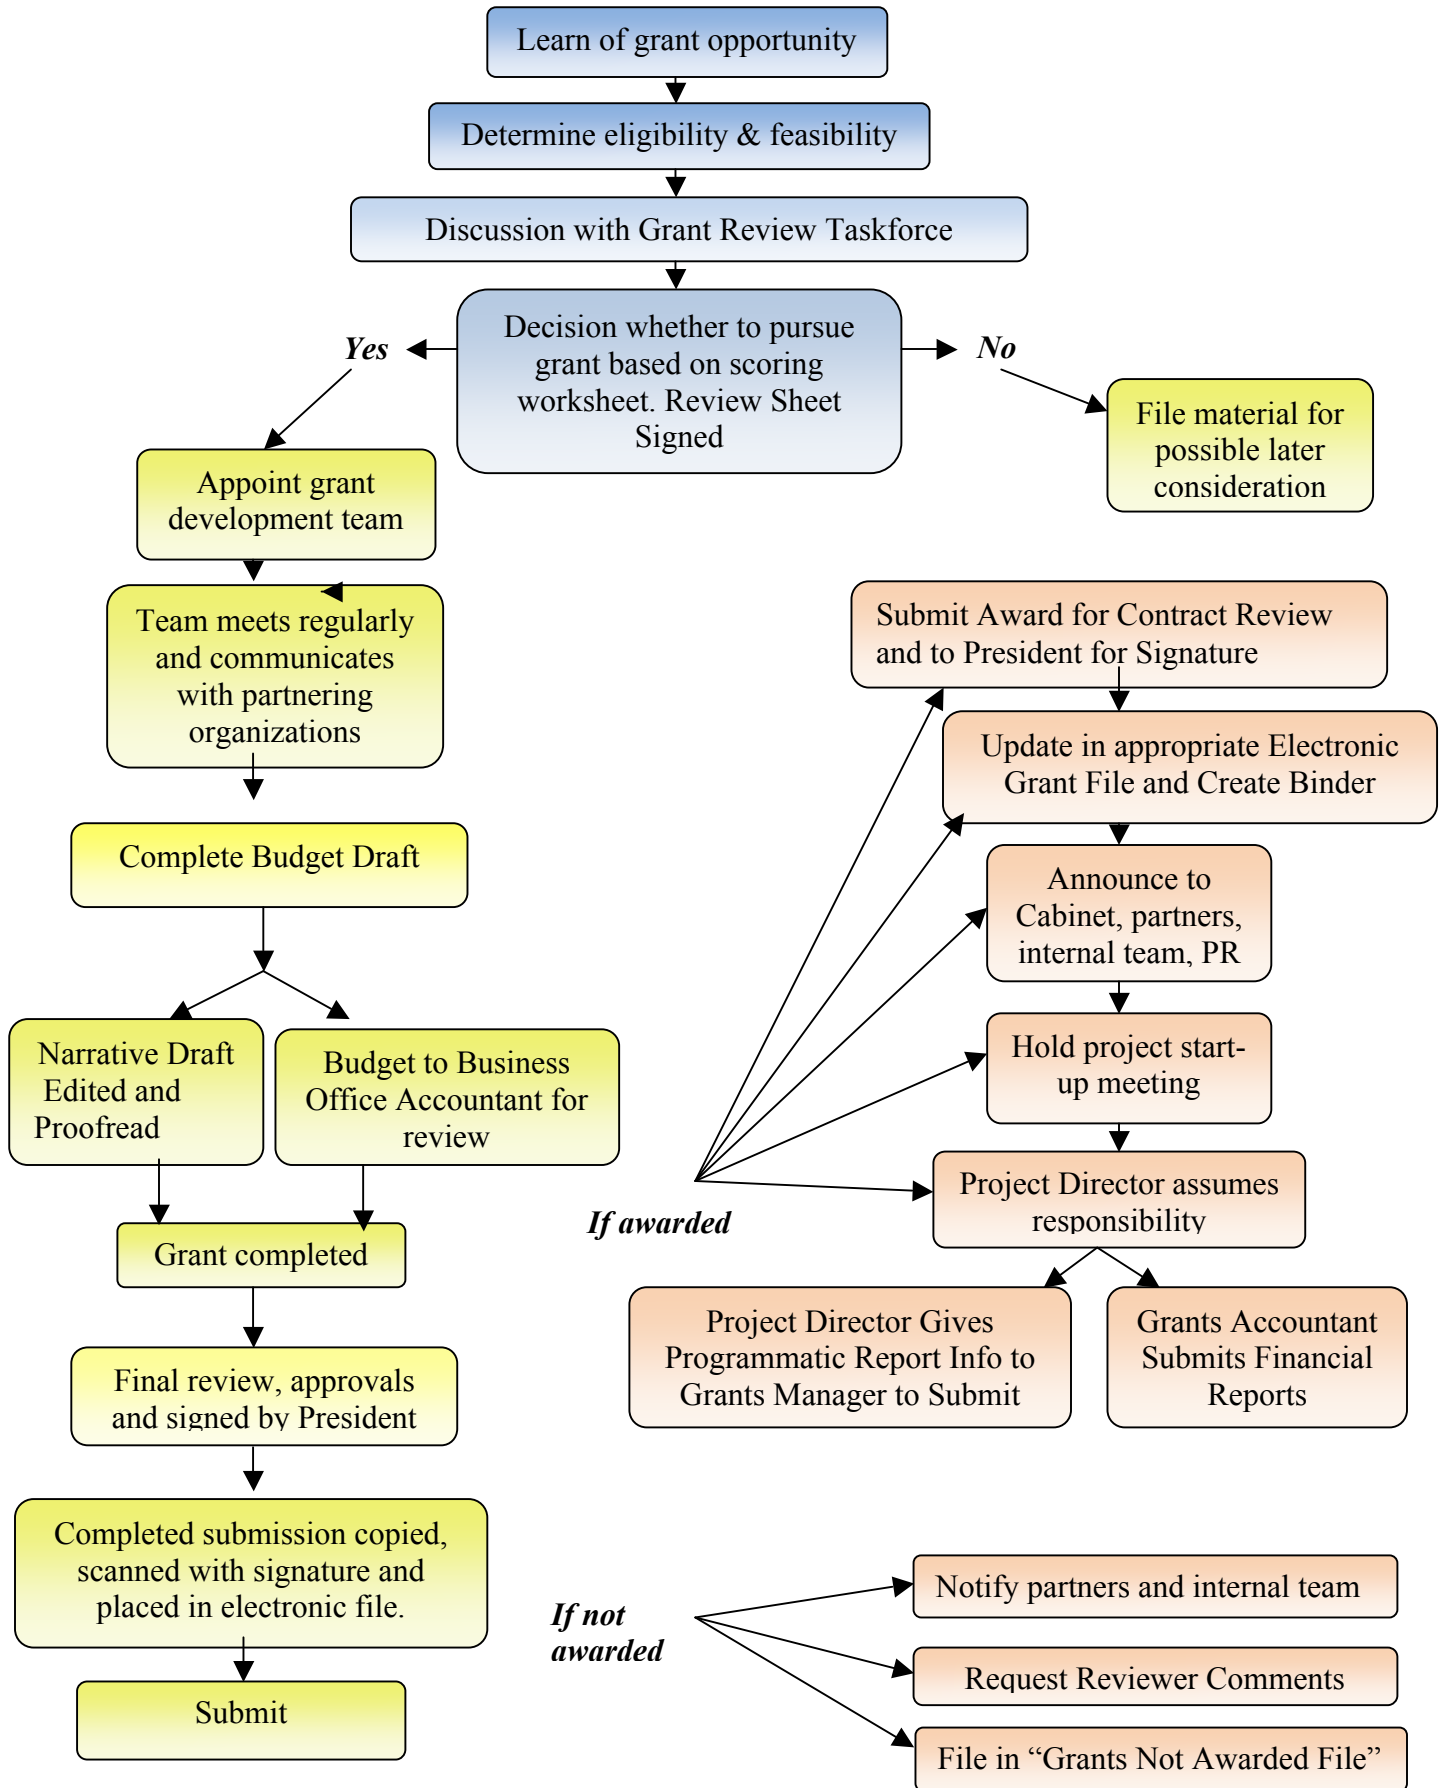 Learn of grant opportunity
Determine eligibility & feasibility
Discussion with Grant Review Taskforce
Decision whether to pursue
grant based on scoring
worksheet. Review Sheet
Signed
Yes
No
File material for
possible later
consideration
Appoint grant
development team
Team meets regularly
and communicates
with partnering
organizations
Complete Budget Draft
Narrative Draft
Edited and
Proofread
Budget to Business
Office Accountant for
review
Grant completed
Final review, approvals
and signed by President
Completed submission copied,
scanned with signature and
placed in electronic file.
Submit
Submit Award for Contract Review
and to President for Signature
Update in appropriate Electronic
Grant File and Create Binder
Announce to
Cabinet, partners,
internal team, PR
Hold project start-
up meeting
Project Director assumes
responsibility
If awarded
Project Director Gives
Programmatic Report Info to
Grants Manager to Submit
Grants Accountant
Submits Financial
Reports
If not
awarded
Notify partners and internal team
Request Reviewer Comments
File in “Grants Not Awarded File”